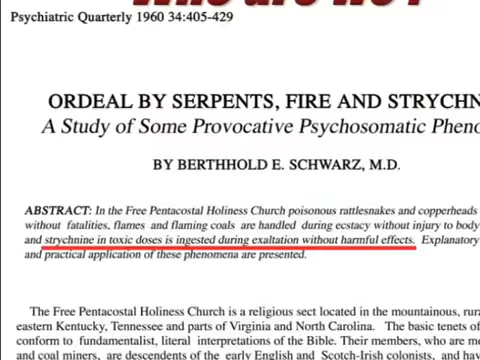 Psychiatric Quarterly 1960 34:405-429
ORDEAL BY SERPENTS, FIRE AND
A Study of Some Provocative Psychosomatic
BY BERTHHOLD E. SCHWARZ, M.D.
ABSTRACT: In the Free Pentacostal Holiness Church poisonous rattlesnakes and copperheads
without fatalities, flames and flaming coals are handled during ecstacy without injury to body
and strychnine in toxic doses is ingested during exaltation without harmful effects. Explanatory
and practical application of these phenomena are presented.
The Free Pentacostal Holiness Church is a religious sect located in the mountainous,
eastern Kentucky, Tennessee and parts of Virginia and North Carolina. The basic tenets of
conform to fundamentalist, literal interpretations of the Bible. Their members, who are
and coal miners, are descendents of the early English and Scotch-Irish colonists, and